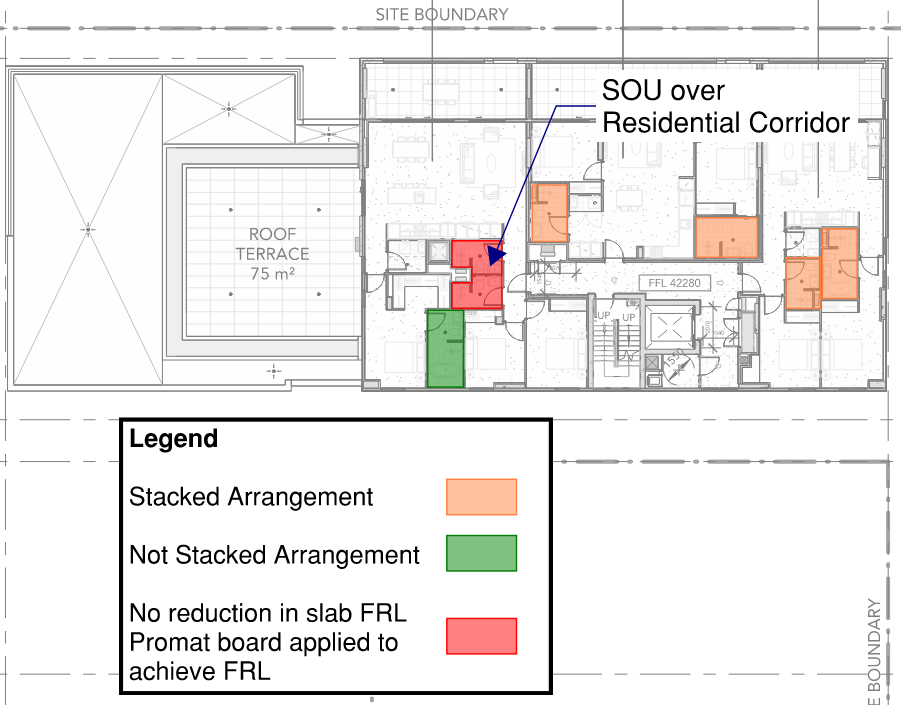 SITE BOUNDARY
SOU over
Residential Corridor
ROOF
TERRACE
75 m²
FFL 42280
UP
UP
1550
Legend
Stacked Arrangement
Not Stacked Arrangement
No reduction in slab FRL
Promat board applied to
achieve FRL
E BOUNDARY